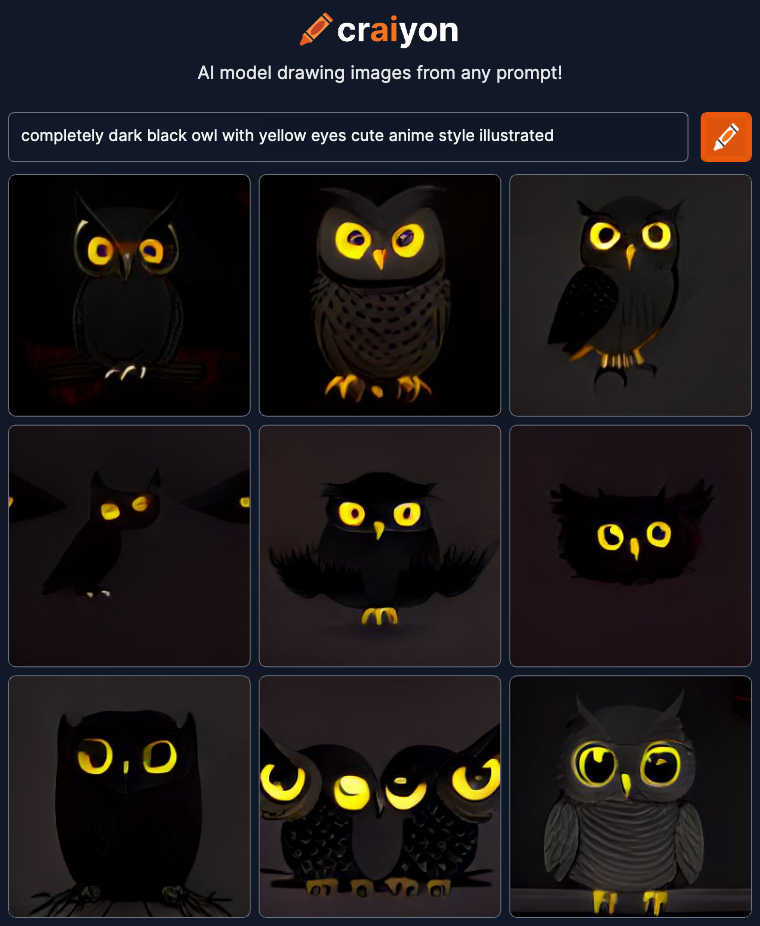 craiyon
AI model drawing images from any prompt!
completely dark black owl with yellow eyes cute anime style illustrated